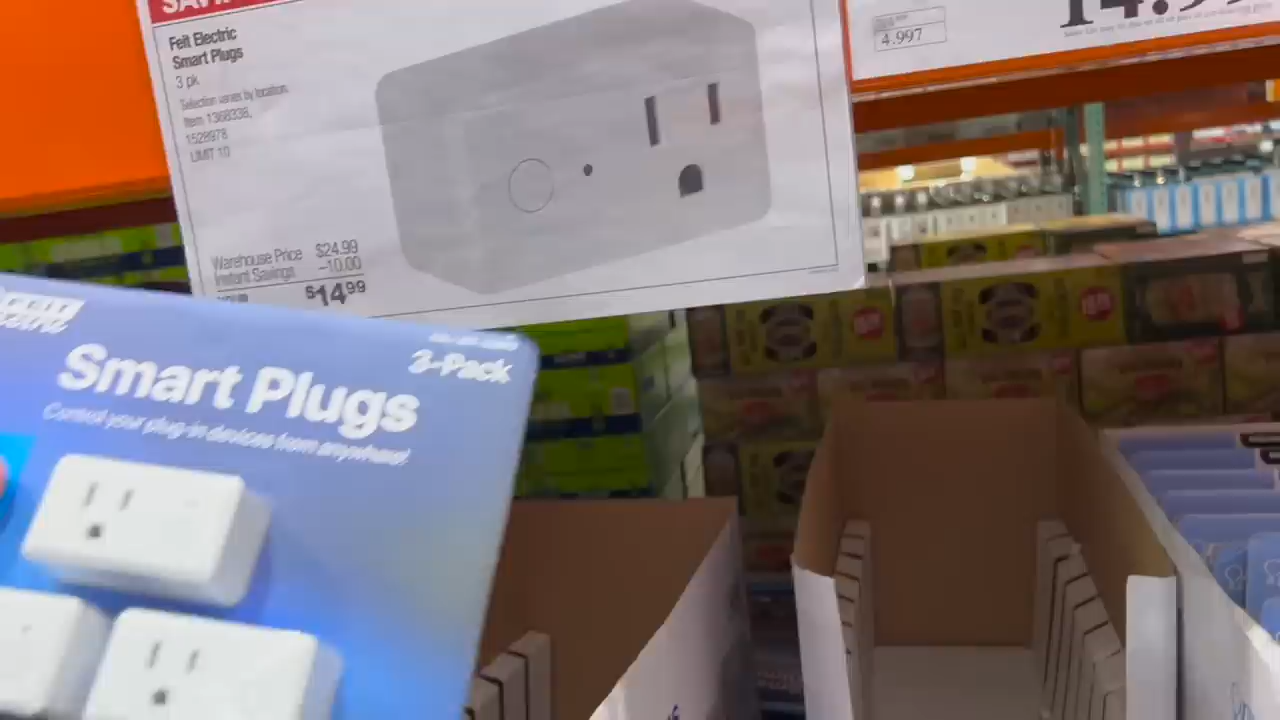 Feit Electric
Smart Plugs
3 pk
Selection varies by location.
Item 1368338,
1528978
LIMIT 10
Warehouse Price $24.99
Instant Savings -10.00
$14.99
4.997
Smart Plugs
3-Pack
Control your plug-in devices from anywhere!